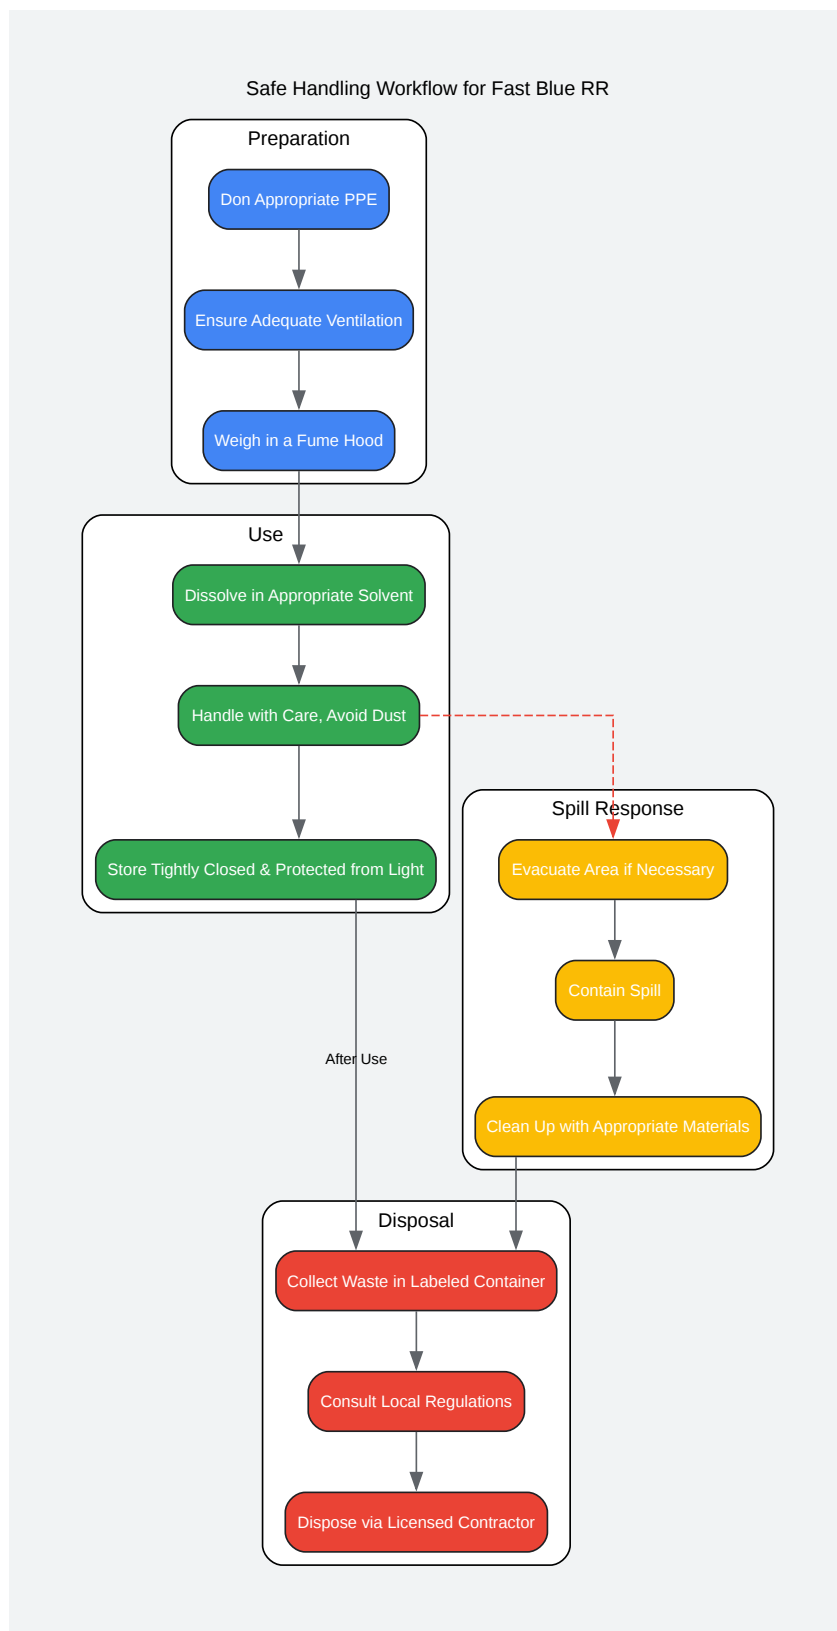 Safe Handling Workflow for Fast Blue RR
Preparation
Don Appropriate PPE
Ensure Adequate Ventilation
Weigh in a Fume Hood
Use
Dissolve in Appropriate Solvent
Handle with Care, Avoid Dust
Store Tightly Closed & Protected from Light
Spill Response
Evacuate Area if Necessary
Contain Spill
Clean Up with Appropriate Materials
After Use
Disposal
Collect Waste in Labeled Container
Consult Local Regulations
Dispose via Licensed Contractor